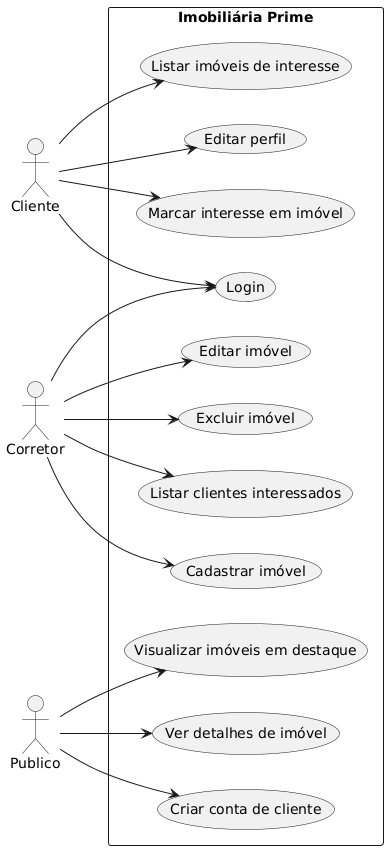 Imobiliária Prime
Listar imóveis de interesse
Editar perfil
Marcar interesse em imóvel
Cliente
Login
Editar imóvel
Excluir imóvel
Corretor
Listar clientes interessados
Cadastrar imóvel
Visualizar imóveis em destaque
Ver detalhes de imóvel
Publico
Criar conta de cliente